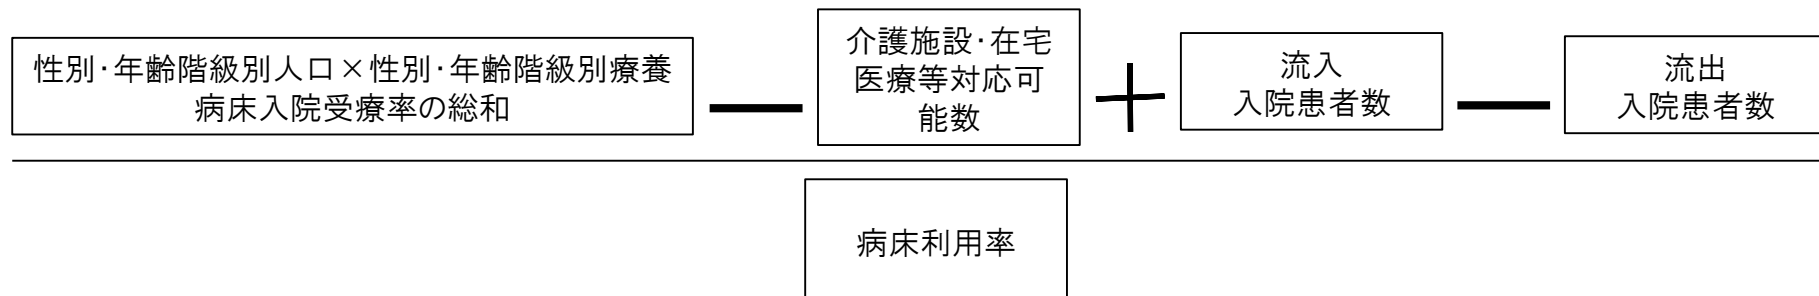 性別・年齢階級別人口×性別・年齢階級別療養
病床入院受療率の総和
介護施設・在宅
医療等対応可
能数
流入
入院患者数
流出
入院患者数
病床利用率